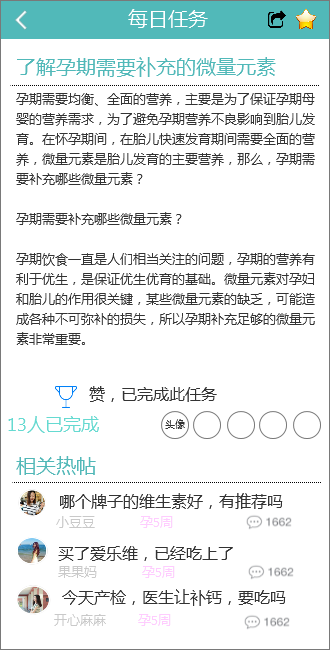 每日任务
了解孕期需要补充的微量元素
孕期需要均衡、全面的营养，主要是为了保证孕期母
婴的营养需求，为了避免孕期营养不良影响到胎儿发
育。在怀孕期间，在胎儿快速发育期间需要全面的营
养，微量元素是胎儿发育的主要营养，那么，孕期需
要补充哪些微量元素？
孕期需要补充哪些微量元素？
孕期饮食一直是人们相当关注的问题，孕期的营养有
利于优生，是保证优生优育的基础。微量元素对孕妇
和胎儿的作用很关键，某些微量元素的缺乏，可能造
成各种不可弥补的损失，所以孕期补充足够的微量元
素非常重要。
赞，已完成此任务
13人已完成 头像
相关热帖
哪个牌子的维生素好，有推荐吗
小豆豆 孕5周 1662
买了爱乐维，已经吃上了
果果妈 孕5周 1662
今天产检，医生让补钙，要吃吗
开心麻麻 孕5周 1662